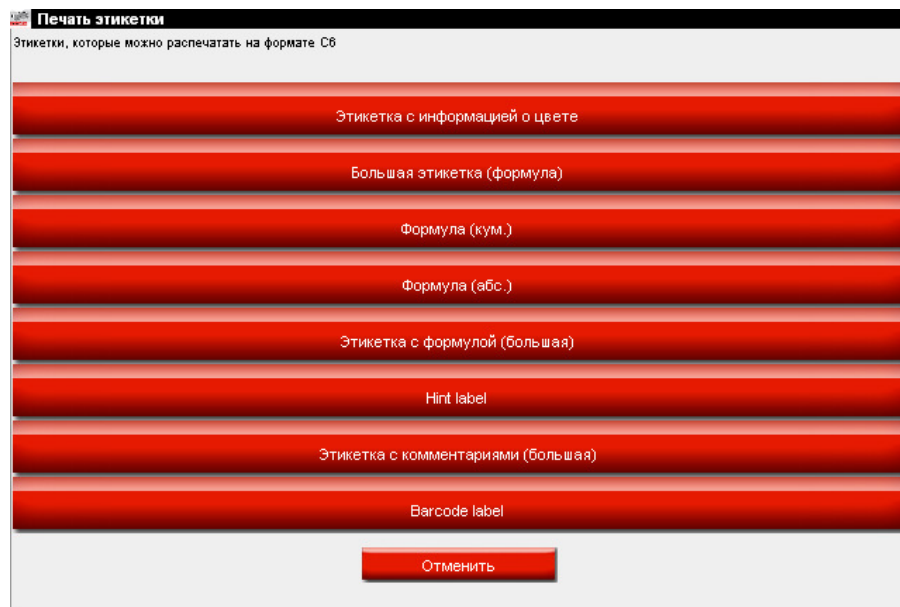 Печать этикетки
Этикетки, которые можно распечатать на формате C6
Этикетка с информацией о цвете
Большая этикетка (формула)
Формула (кум.)
Формула (абс.)
Этикетка с формулой (большая)
Hint label
Этикетка с комментариями (большая)
Barcode label
Отменить